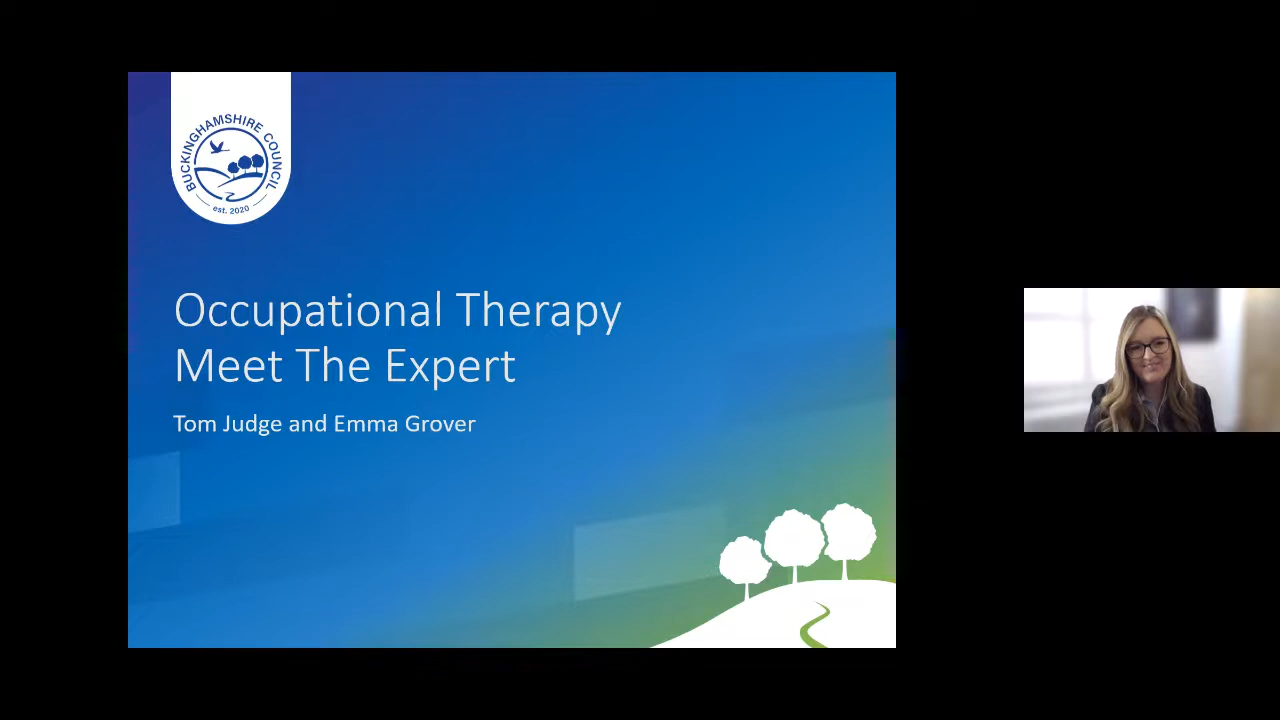 BUCKINGHAMSHIRE COUNCIL
est. 2020
Occupational Therapy
Meet The Expert
Tom Judge and Emma Grover